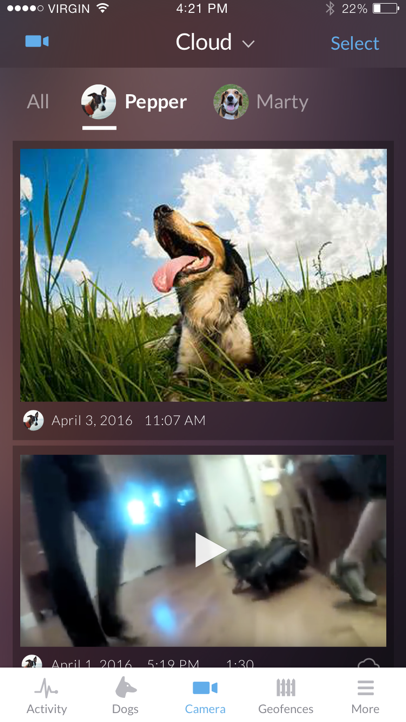 VIRGIN 4:21 PM 22%
Cloud Select
All Pepper Marty
April 3, 2016 11:07 AM
April 1, 2016 5:19 PM 1:30
Activity Dogs Camera Geofences More